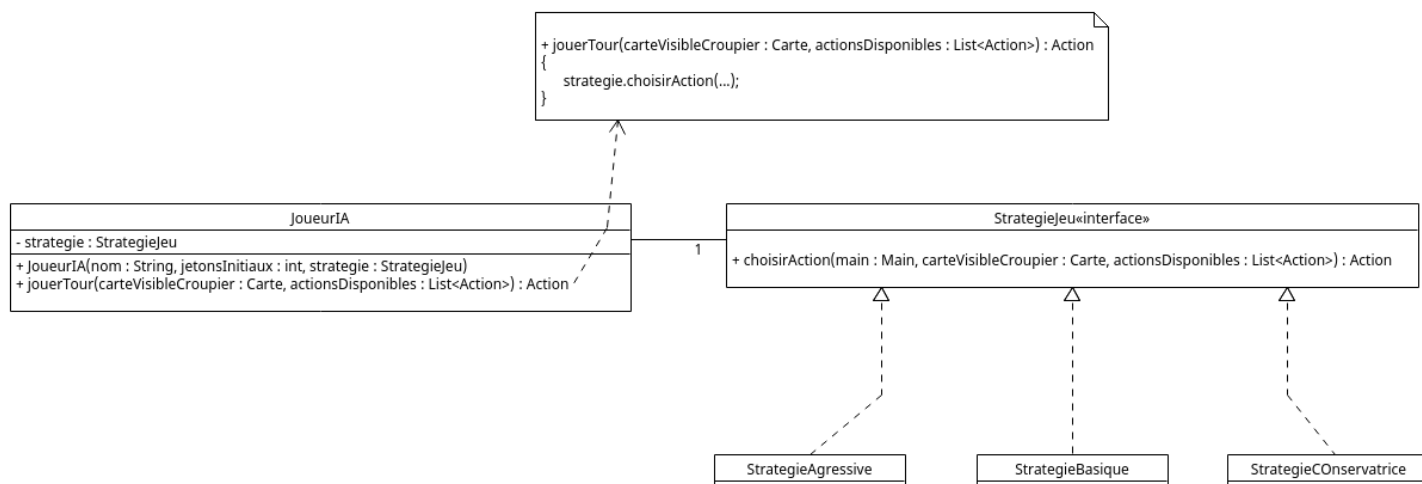 + jouerTour(carteVisibleCroupier : Carte, actionsDisponibles : List<Action>) : Action
{
strategie.choisirAction(...);
}
JoueurIA
- strategie : StrategieJeu
+ JoueurIA(nom : String, jetonsInitiaux : int, strategie : StrategieJeu)
+ jouerTour(carteVisibleCroupier : Carte, actionsDisponibles : List<Action>) : Action
1
StrategieJeu«interface»
+ choisirAction(main : Main, carteVisibleCroupier : Carte, actionsDisponibles : List<Action>) : Action
StrategieAgressive
StrategieBasique
StrategieCOnservatrice